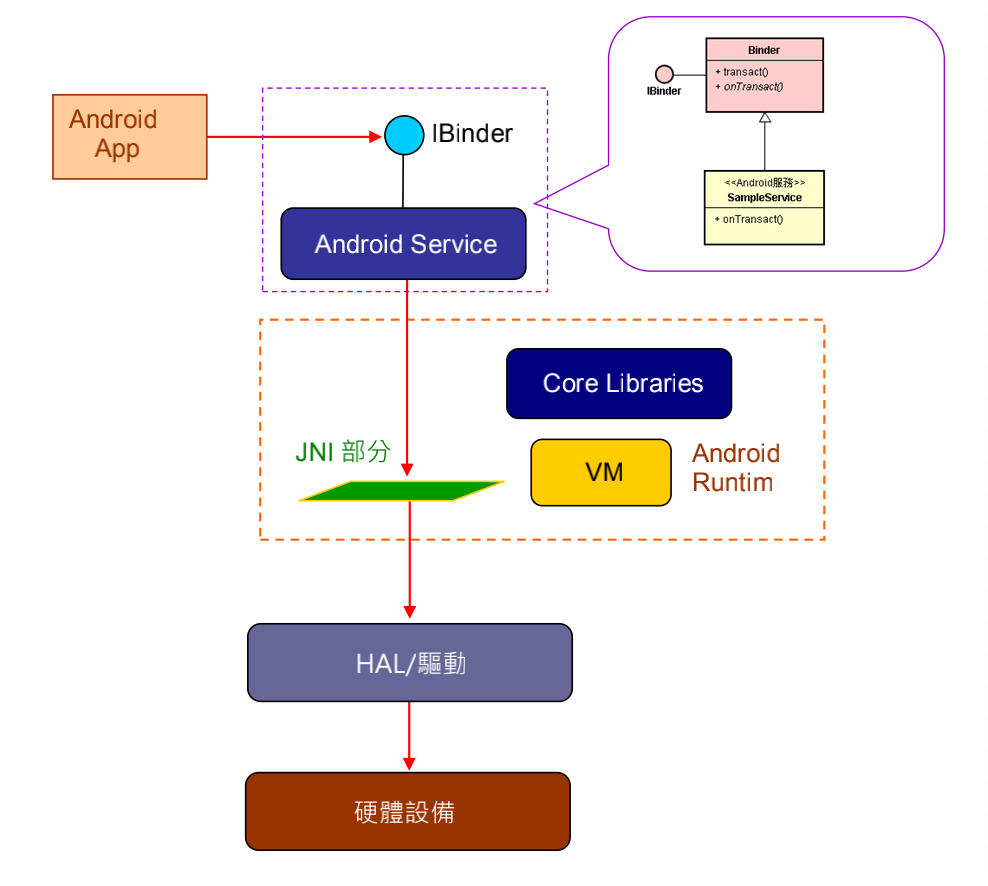 Android
App
IBinder
Android Service
Binder
+ transact()
+ onTransact()
IBinder
<<Android服務>>
SampleService
+ onTransact()
Core Libraries
JNI 部分
VM
Android
Runtim
HAL/驅動
硬體設備